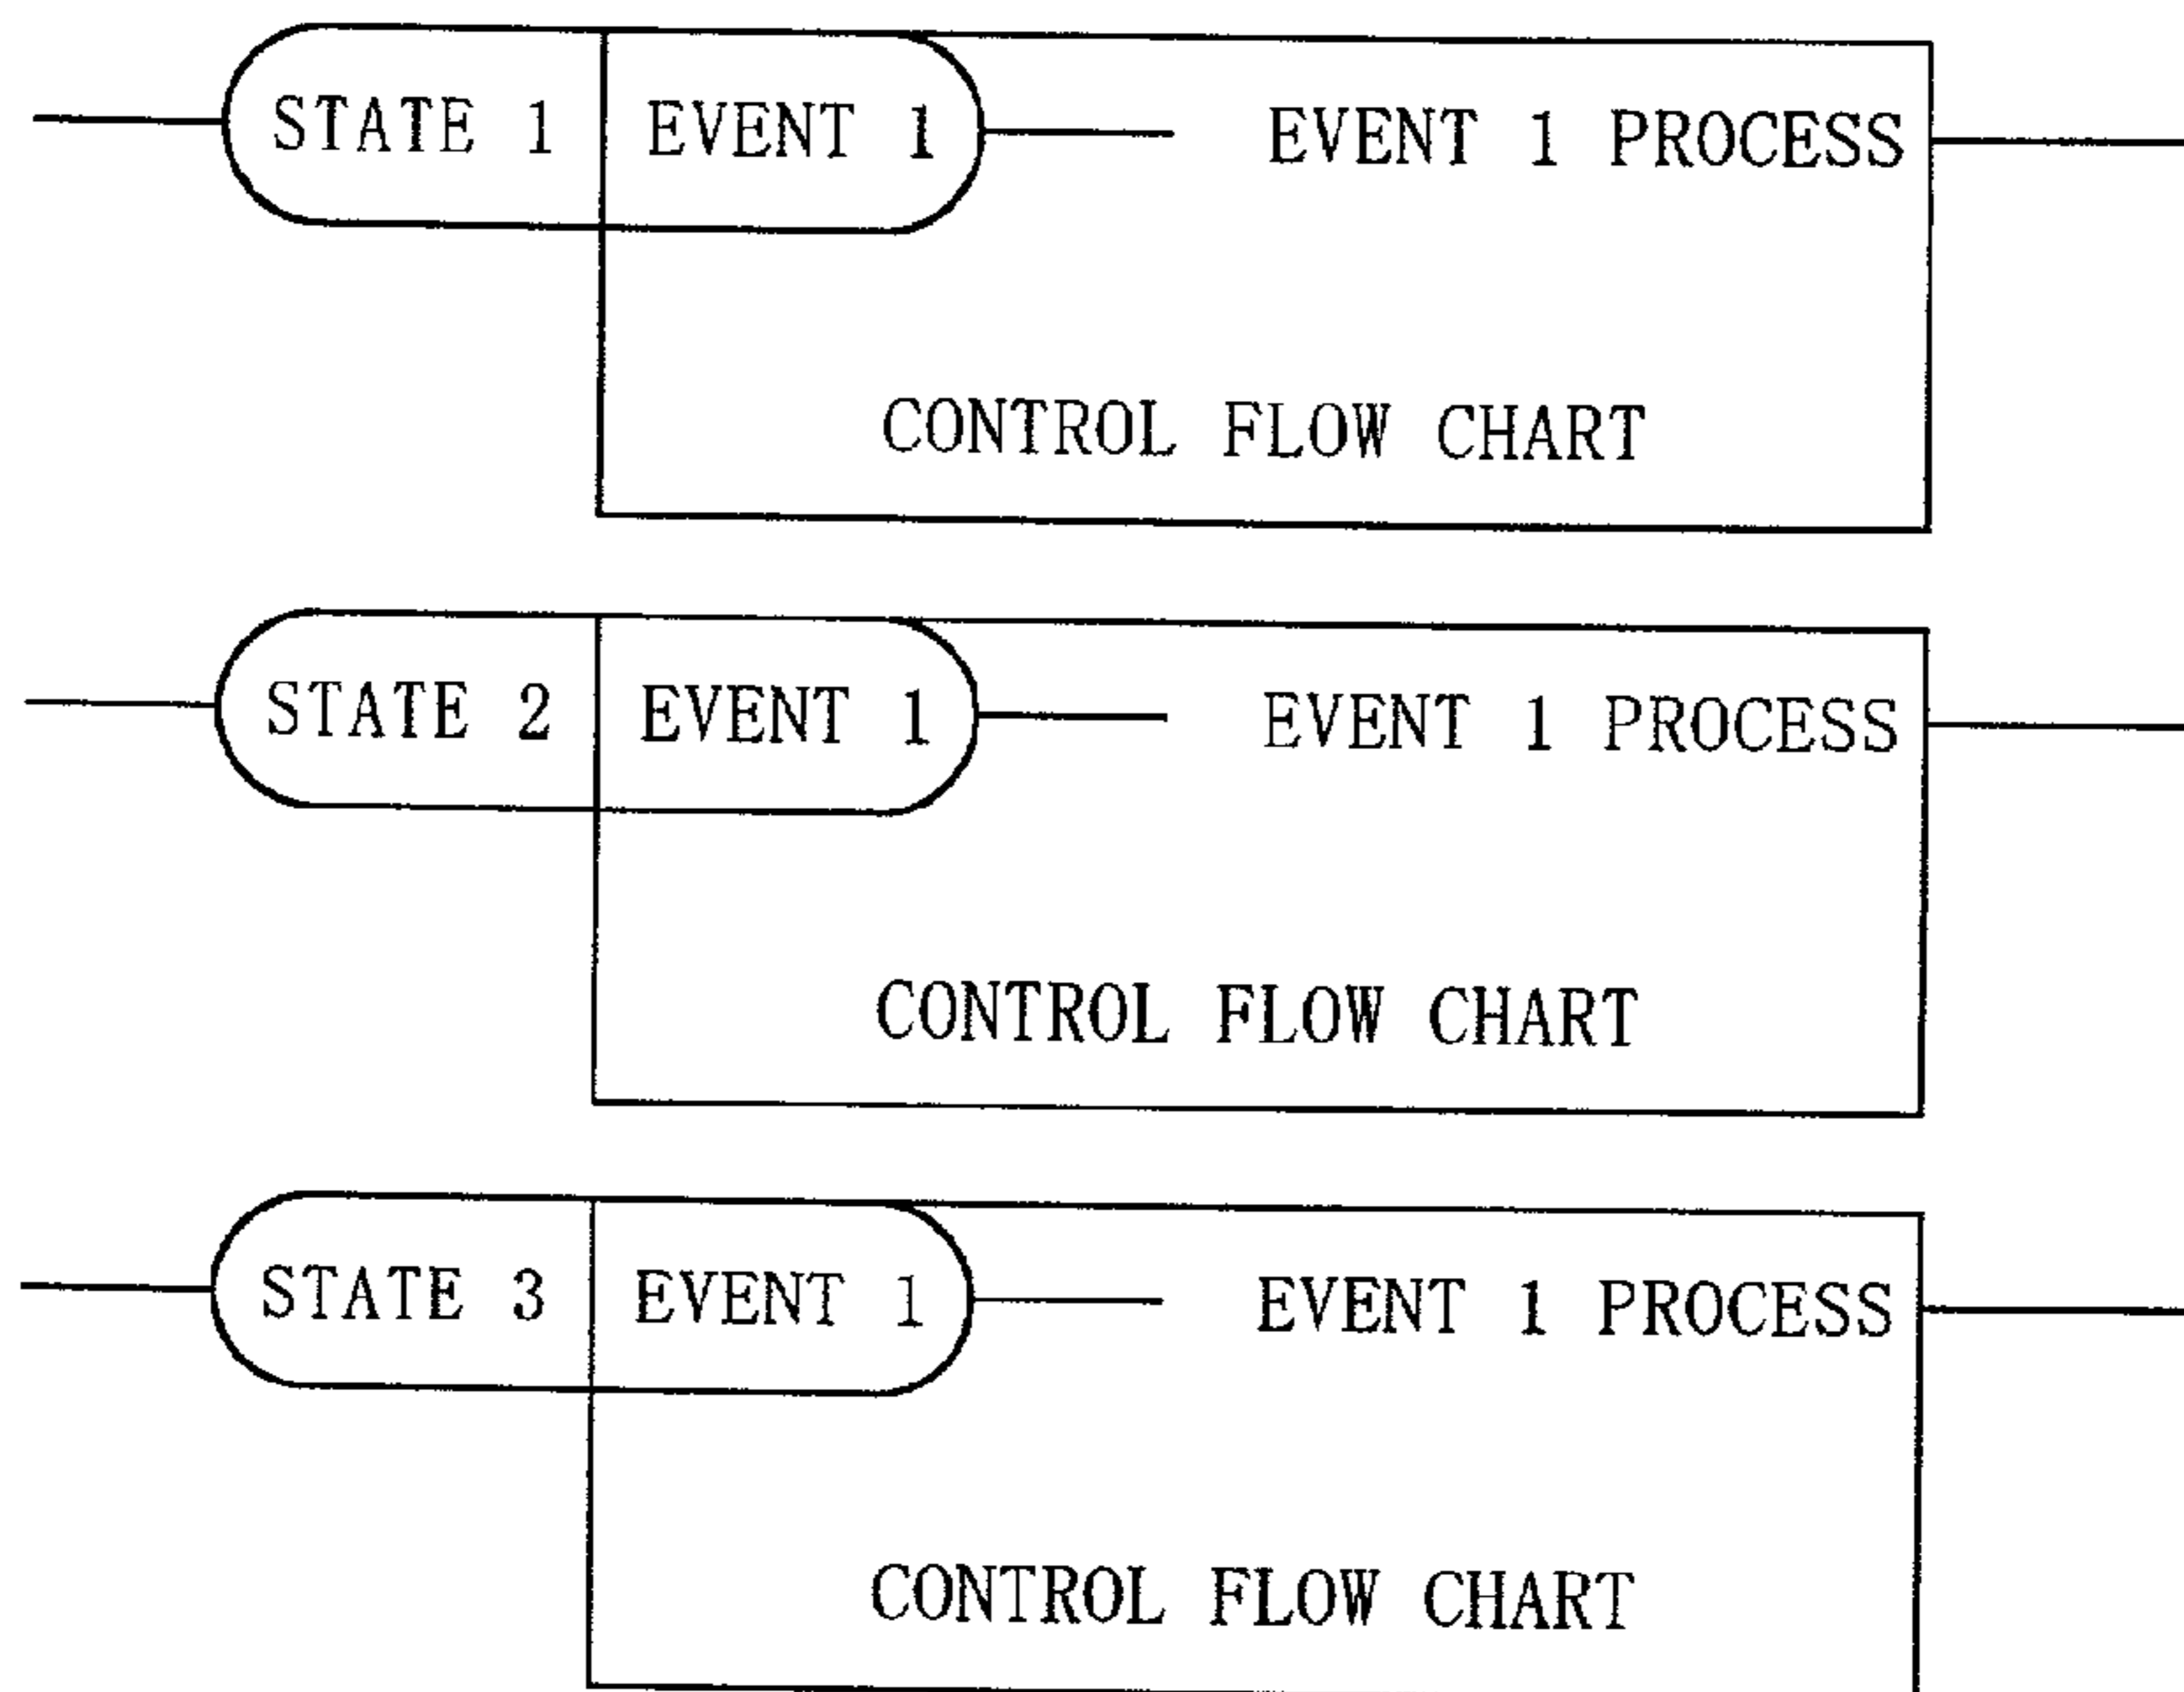 STATE 1 EVENT 1 EVENT 1 PROCESS
CONTROL FLOW CHART
STATE 2 EVENT 1 EVENT 1 PROCESS
CONTROL FLOW CHART
STATE 3 EVENT 1 EVENT 1 PROCESS
CONTROL FLOW CHART